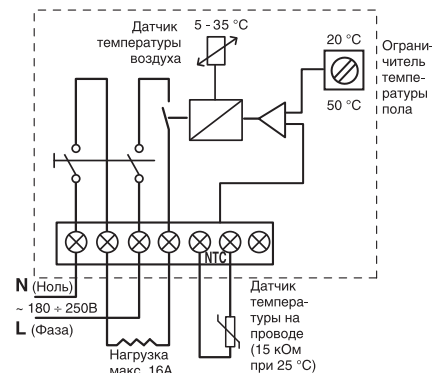 Датчик
температуры
воздуха
5 - 35 °C
20 °C
50 °C
Ограни-
читель
темпе-
ратуры
пола
NTC
N (Ноль)
~ 180 ÷ 250В
L (Фаза)
Нагрузка
макс. 16А
Датчик
темпера-
туры на
проводе
(15 кОм
при 25 °C)